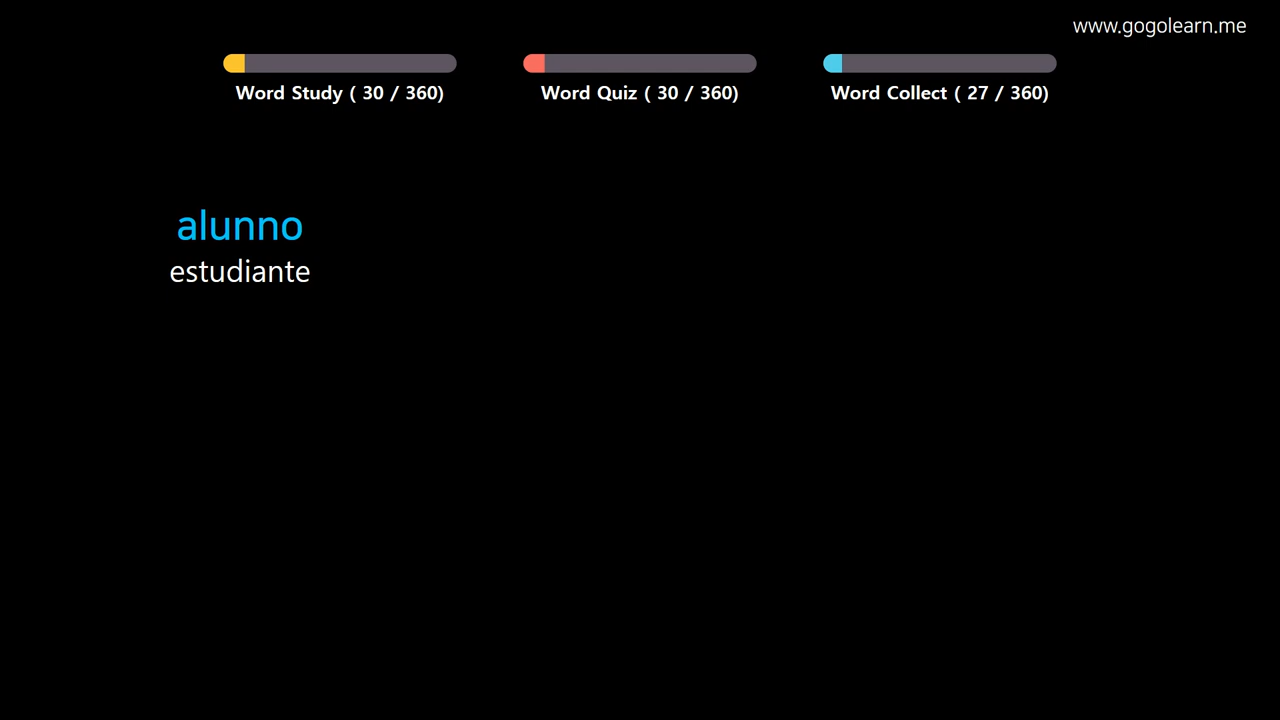 www.gogolearn.me
Word Study ( 30 / 360)
Word Quiz ( 30 / 360)
Word Collect ( 27 / 360)
alunno
estudiante